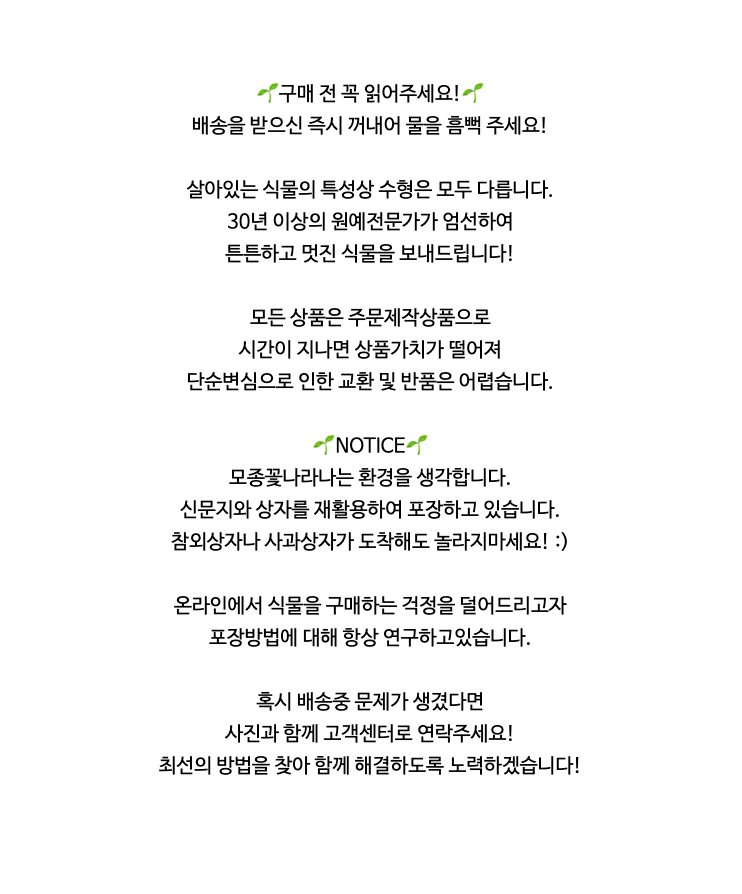 🌱구매 전 꼭 읽어주세요!🌱
배송을 받으신 즉시 꺼내어 물을 흠뻑 주세요!
살아있는 식물의 특성상 수형은 모두 다릅니다.
30년 이상의 원예전문가가 엄선하여
튼튼하고 멋진 식물을 보내드립니다!
모든 상품은 주문제작상품으로
시간이 지나면 상품가치가 떨어져
단순변심으로 인한 교환 및 반품은 어렵습니다.
🌱NOTICE🌱
모종꽃나라나는 환경을 생각합니다.
신문지와 상자를 재활용하여 포장하고 있습니다.
참외상자나 사과상자가 도착해도 놀라지마세요! :)
온라인에서 식물을 구매하는 걱정을 덜어드리고자
포장방법에 대해 항상 연구하고있습니다.
혹시 배송중 문제가 생겼다면
사진과 함께 고객센터로 연락주세요!
최선의 방법을 찾아 함께 해결하도록 노력하겠습니다!